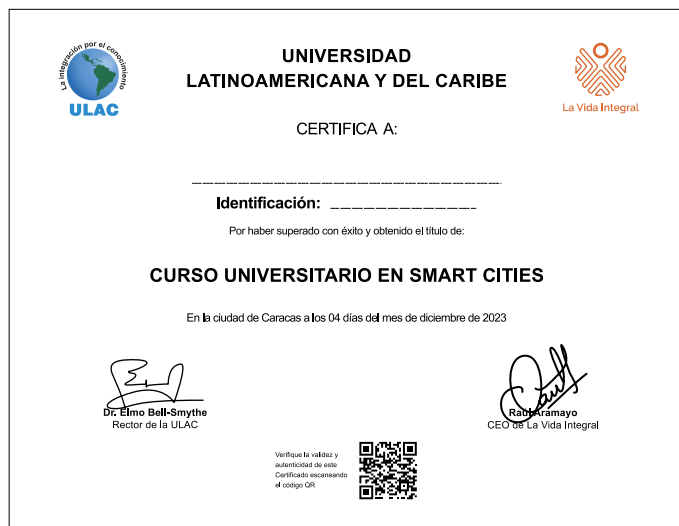 La integración por el conocimiento
ULAC
UNIVERSIDAD
LATINOAMERICANA Y DEL CARIBE
La Vida Integral
CERTIFICA A:
Identificación:
Por haber superado con éxito y obtenido el título de:
CURSO UNIVERSITARIO EN SMART CITIES
En la ciudad de Caracas a los 04 días del mes de diciembre de 2023
Dr. Elmo Bell-Smythe
Rector de la ULAC
Raúl Aramayo
CEO de La Vida Integral
Verifique la validez y
autenticidad de este
Certificado escaneando
el código QR